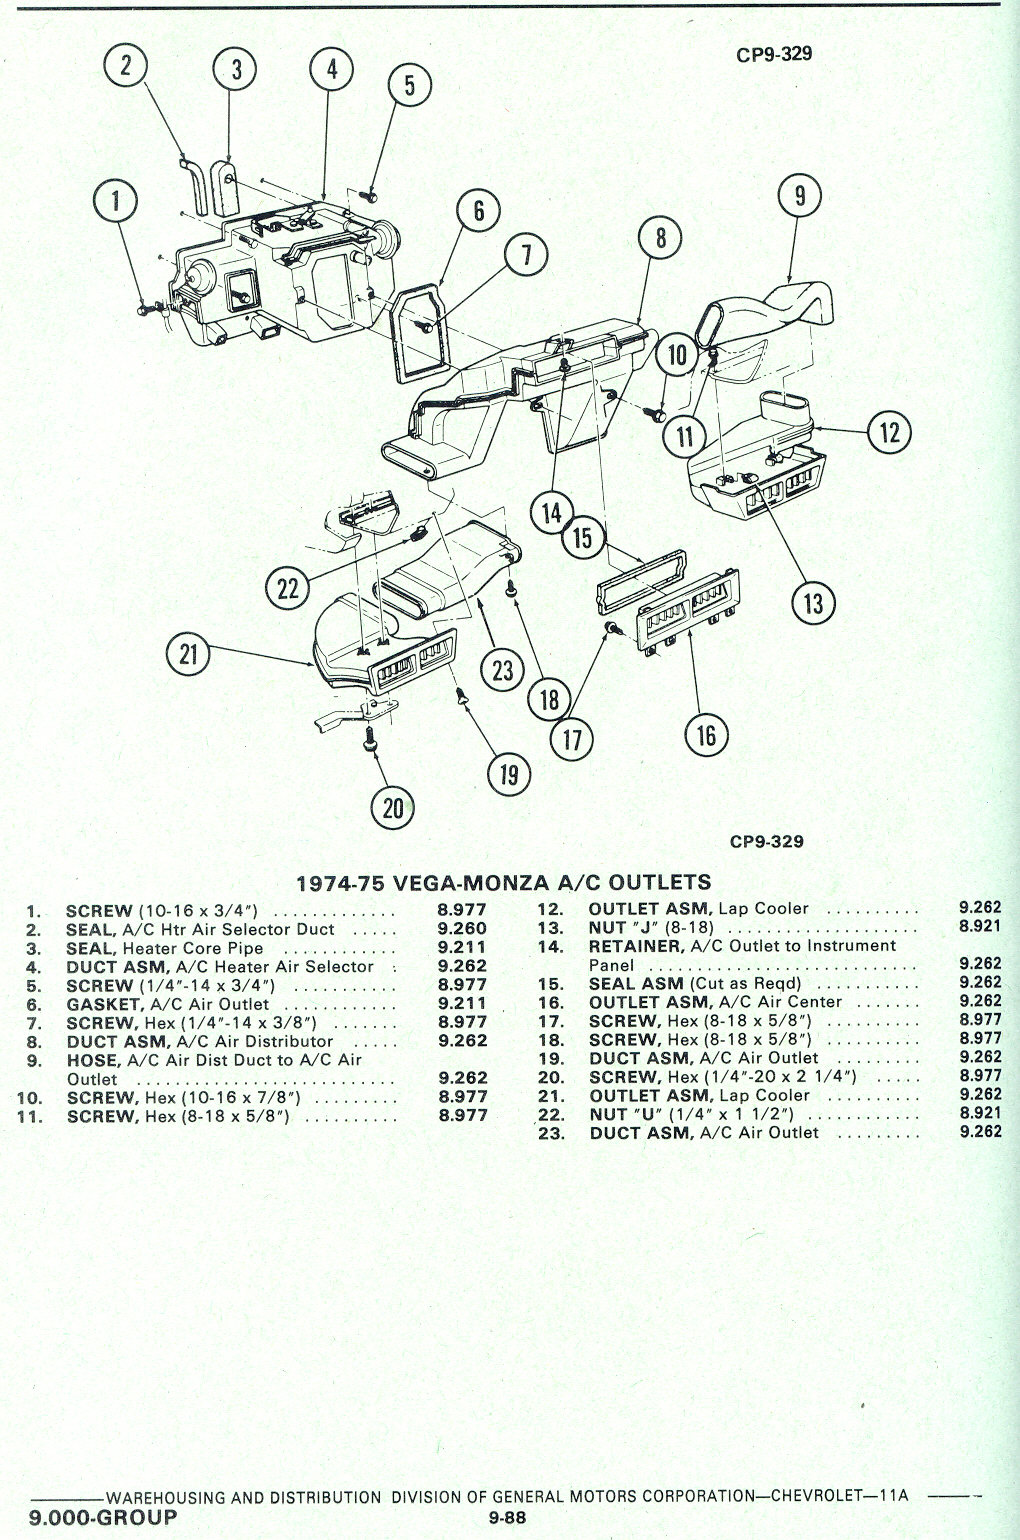 CP9-329
2
3
4
5
1
6
7
8
9
10
11
12
13
14
15
22
21
23
18
17
16
19
20
CP9-329
1974-75 VEGA-MONZA A/C OUTLETS
1. SCREW (10-16 x 3/4") ............. 8.977
2. SEAL, A/C Htr Air Selector Duct ..... 9.260
3. SEAL, Heater Core Pipe ............ 9.211
4. DUCT ASM, A/C Heater Air Selector . 9.262
5. SCREW (1/4"-14 x 3/4") ........... 8.977
6. GASKET, A/C Air Outlet ............. 9.211
7. SCREW, Hex (1/4"-14 x 3/8") ....... 8.977
8. DUCT ASM, A/C Air Distributor ..... 9.262
9. HOSE, A/C Air Dist Duct to A/C Air
Outlet ........................... 9.262
10. SCREW, Hex (10-16 x 7/8") ......... 8.977
11. SCREW, Hex (8-18 x 5/8") .......... 8.977
12. OUTLET ASM, Lap Cooler .......... 9.262
13. NUT "J" (8-18) .................... 8.921
14. RETAINER, A/C Outlet to Instrument
Panel ............................ 9.262
15. SEAL ASM (Cut as Reqd) ........... 9.262
16. OUTLET ASM, A/C Air Center ....... 9.262
17. SCREW, Hex (8-18 x 5/8") .......... 8.977
18. SCREW, Hex (8-18 x 5/8") .......... 8.977
19. DUCT ASM, A/C Air Outlet ......... 9.262
20. SCREW, Hex (1/4"-20 x 2 1/4") ..... 8.977
21. OUTLET ASM, Lap Cooler .......... 9.262
22. NUT "U" (1/4" x 1 1/2") ............ 8.921
23. DUCT ASM, A/C Air Outlet ......... 9.262
WAREHOUSING AND DISTRIBUTION DIVISION OF GENERAL MOTORS CORPORATION—CHEVROLET—11A
9.000-GROUP 9-88